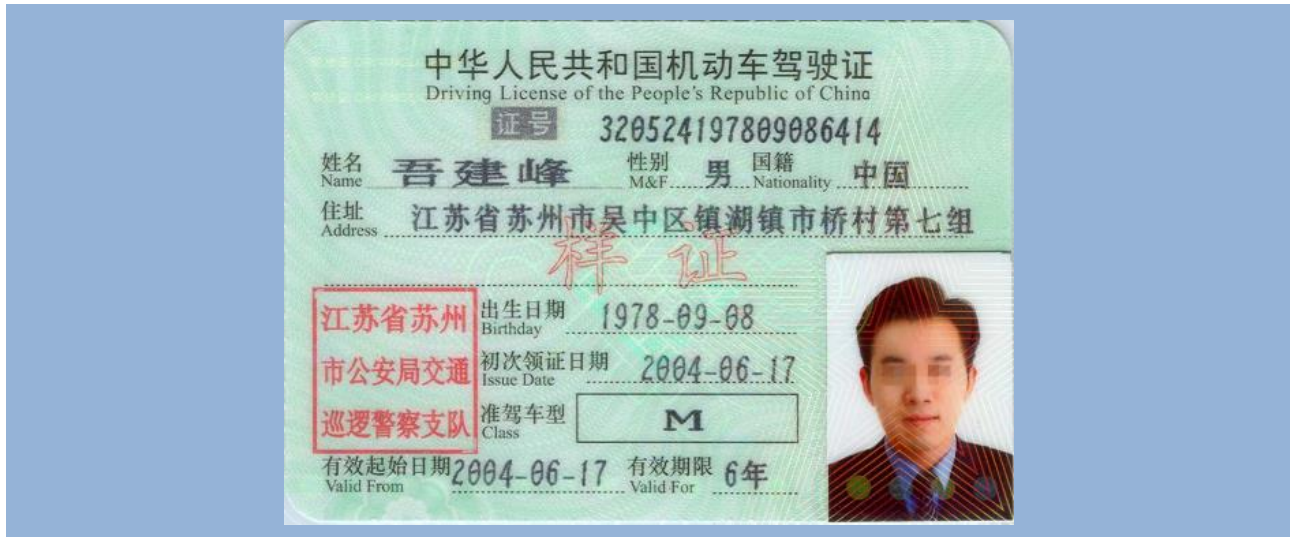 中华人民共和国机动车驾驶证
Driving License of the People's Republic of China
证号 320524197809086414
姓名 吾建峰 性别 男 国籍 中国
Name M&F Nationality
住址 江苏省苏州市吴中区镇湖镇市桥村第七组
Address
样证
江苏省苏州
市公安局交通
巡逻警察支队
出生日期 1978-09-08
Birthday
初次领证日期 2004-06-17
Issue Date
准驾车型 M
Class
有效起始日期 2004-06-17 有效期限 6年
Valid From Valid For